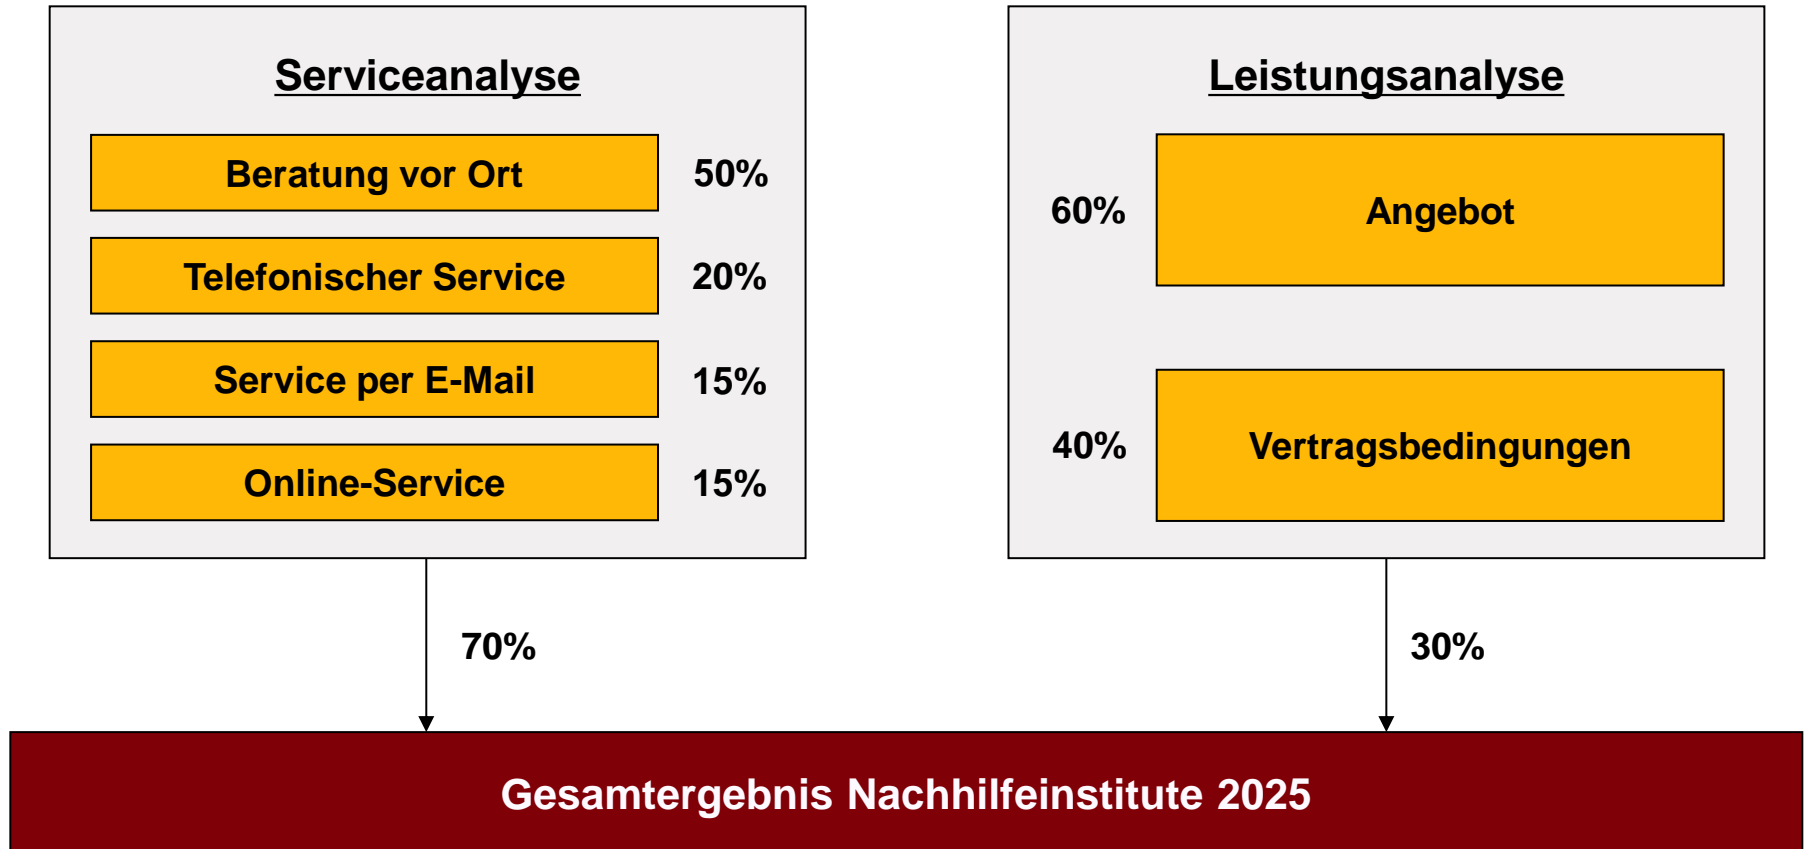 Serviceanalyse
Beratung vor Ort 50%
Telefonischer Service 20%
Service per E-Mail 15%
Online-Service 15%
70%
Leistungsanalyse
60% Angebot
40% Vertragsbedingungen
30%
Gesamtergebnis Nachhilfeinstitute 2025